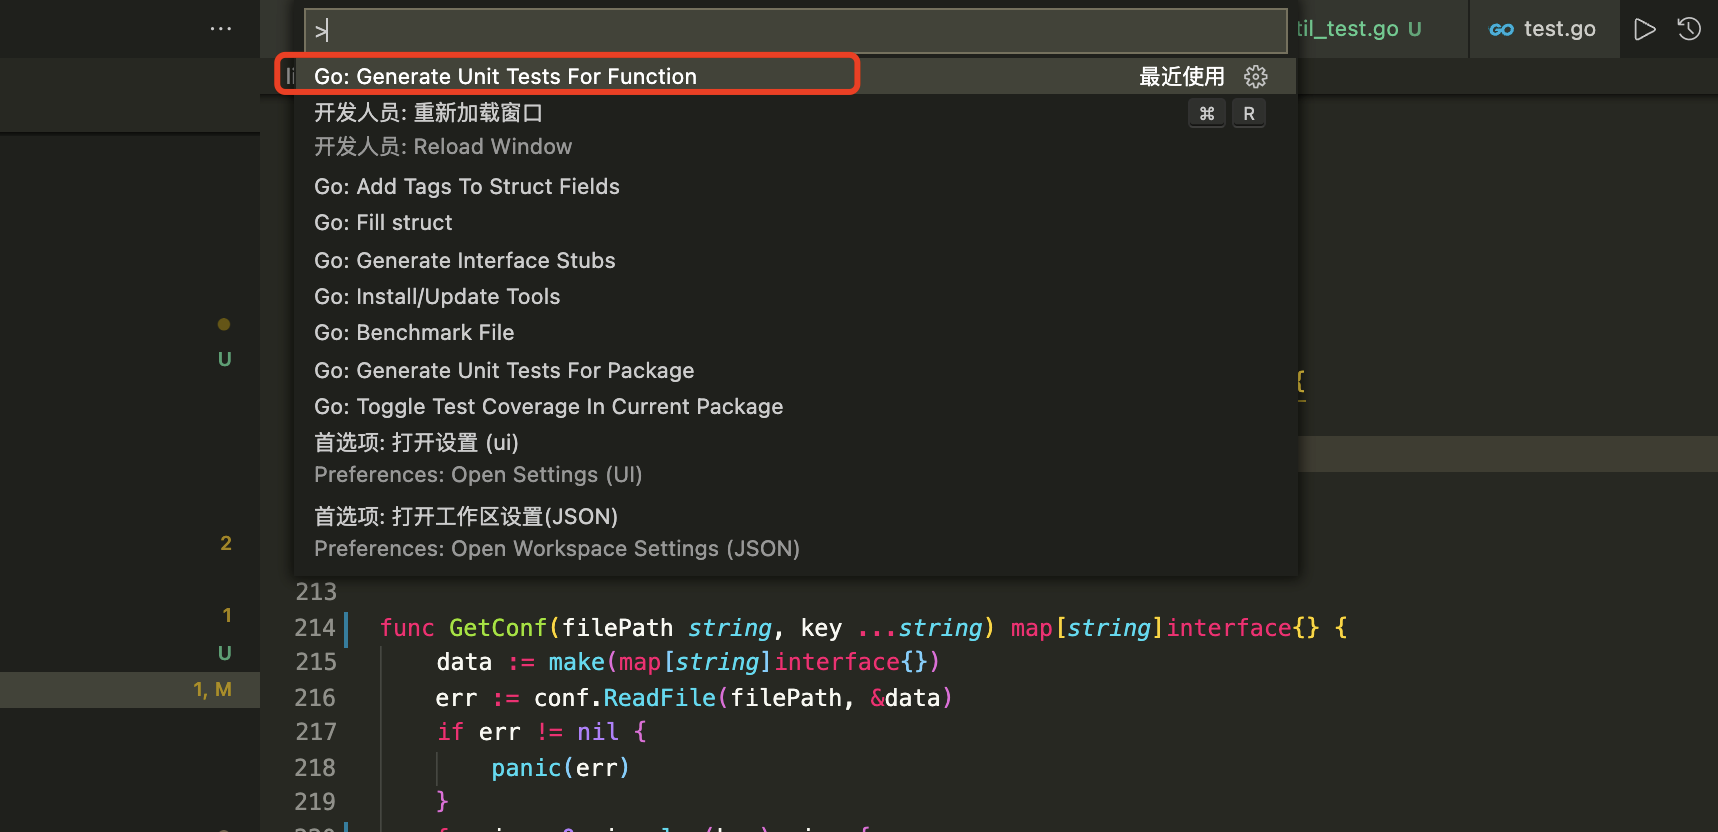 ...
>
til_test.go U
GO test.go
Go: Generate Unit Tests For Function
最近使用
开发人员: 重新加载窗口
⌘ R
开发人员: Reload Window
Go: Add Tags To Struct Fields
Go: Fill struct
Go: Generate Interface Stubs
Go: Install/Update Tools
Go: Benchmark File
U
Go: Generate Unit Tests For Package
{
Go: Toggle Test Coverage In Current Package
首选项: 打开设置 (ui)
Preferences: Open Settings (UI)
首选项: 打开工作区设置(JSON)
2
Preferences: Open Workspace Settings (JSON)
213
1
214 func GetConf(filePath string, key ...string) map[string]interface{} {
U
215 data := make(map[string]interface{})
1, M
216 err := conf.ReadFile(filePath, &data)
217 if err != nil {
218 panic(err)
219 }